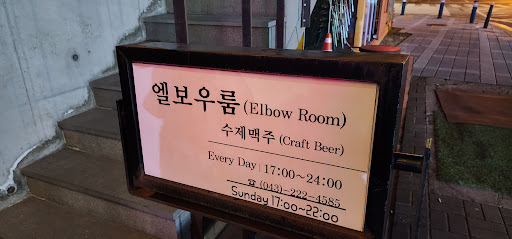 엘보우룸 (Elbow Room)
수제맥주 (Craft Beer)
Every Day | 17:00~24:00
☎ (043)-222-4585
Sunday 17:00~22:00